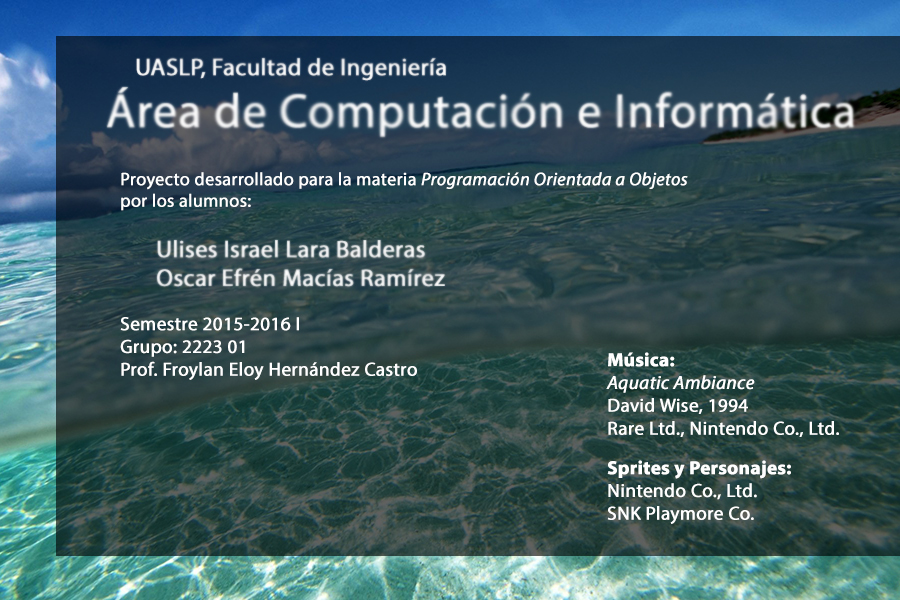 UASLP, Facultad de Ingeniería
Área de Computación e Informática
Proyecto desarrollado para la materia Programación Orientada a Objetos
por los alumnos:
Ulises Israel Lara Balderas
Oscar Efrén Macías Ramírez
Semestre 2015-2016 I
Grupo: 2223 01
Prof. Froylan Eloy Hernández Castro
Música:
Aquatic Ambiance
David Wise, 1994
Rare Ltd., Nintendo Co., Ltd.
Sprites y Personajes:
Nintendo Co., Ltd.
SNK Playmore Co.